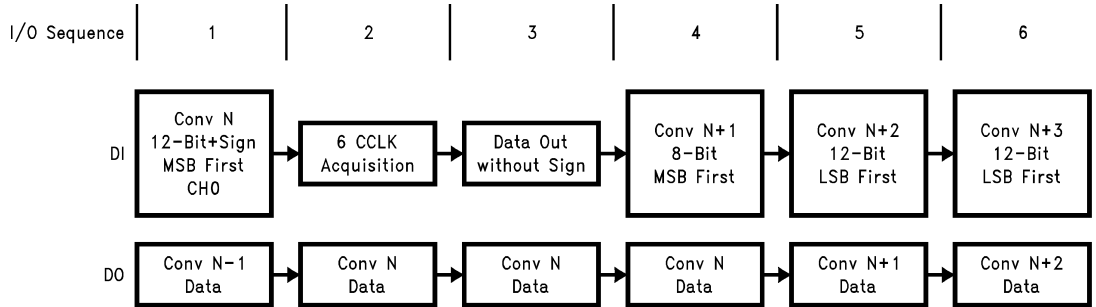 I/O Sequence 1 2 3 4 5 6
DI
Conv N
12-Bit+Sign
MSB First
CH0
6 CCLK
Acquisition
Data Out
without Sign
Conv N+1
8-Bit
MSB First
Conv N+2
12-Bit
LSB First
Conv N+3
12-Bit
LSB First
DO
Conv N-1
Data
Conv N
Data
Conv N
Data
Conv N
Data
Conv N+1
Data
Conv N+2
Data